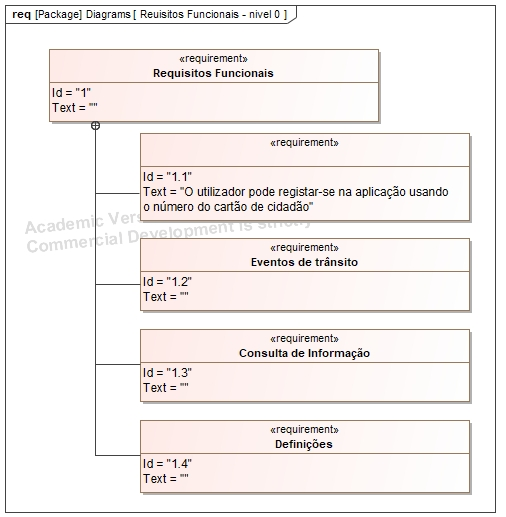 req [Package] Diagrams [ Reuisitos Funcionais - nivel 0 ]
«requirement»
Requisitos Funcionais
Id = "1"
Text = ""
«requirement»
Id = "1.1"
Text = "O utilizador pode registar-se na aplicação usando
o número do cartão de cidadão"
Academic Vers
Commercial Development is strictly
«requirement»
Eventos de trânsito
Id = "1.2"
Text = ""
«requirement»
Consulta de Informação
Id = "1.3"
Text = ""
«requirement»
Definições
Id = "1.4"
Text = ""